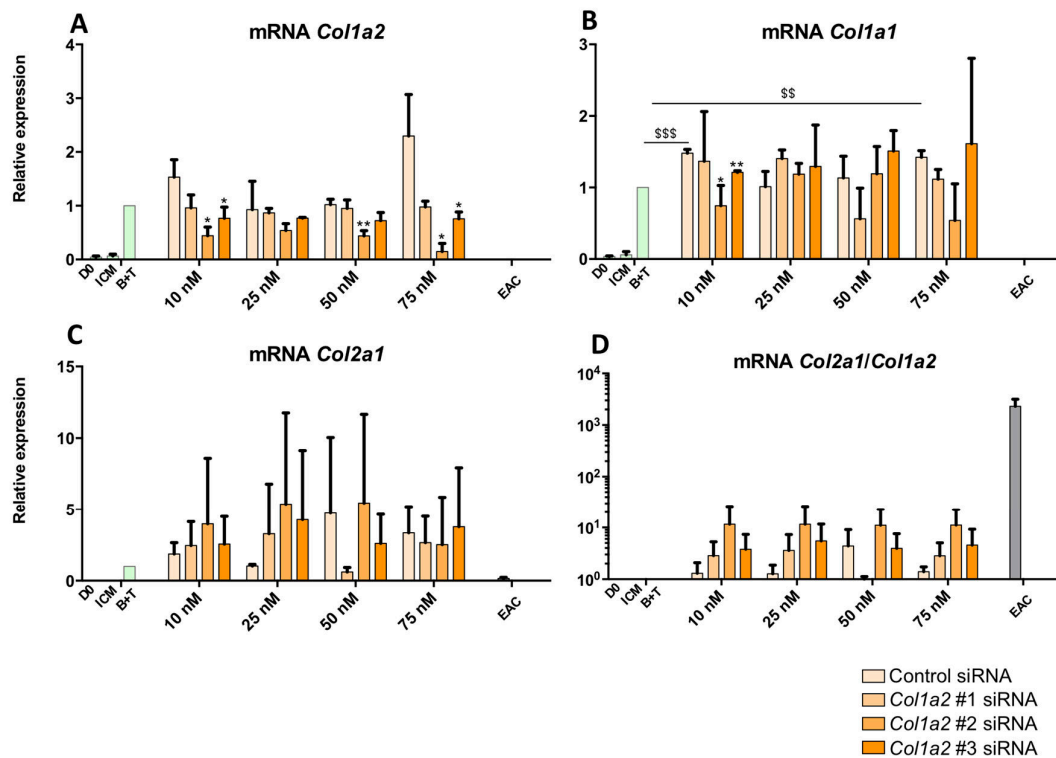 A
mRNA Col1a2
Relative expression
4
3
2
1
0
* * ** * *
D0 ICM B+T 10 nM 25 nM 50 nM 75 nM EAC
B
mRNA Col1a1
3
2
1
0
$$
$$$
* **
D0 ICM B+T 10 nM 25 nM 50 nM 75 nM EAC
C
mRNA Col2a1
Relative expression
15
10
5
0
D0 ICM B+T 10 nM 25 nM 50 nM 75 nM EAC
D
mRNA Col2a1/Col1a2
10⁴
10³
10²
10¹
10⁰
D0 ICM B+T 10 nM 25 nM 50 nM 75 nM EAC
Control siRNA
Col1a2 #1 siRNA
Col1a2 #2 siRNA
Col1a2 #3 siRNA